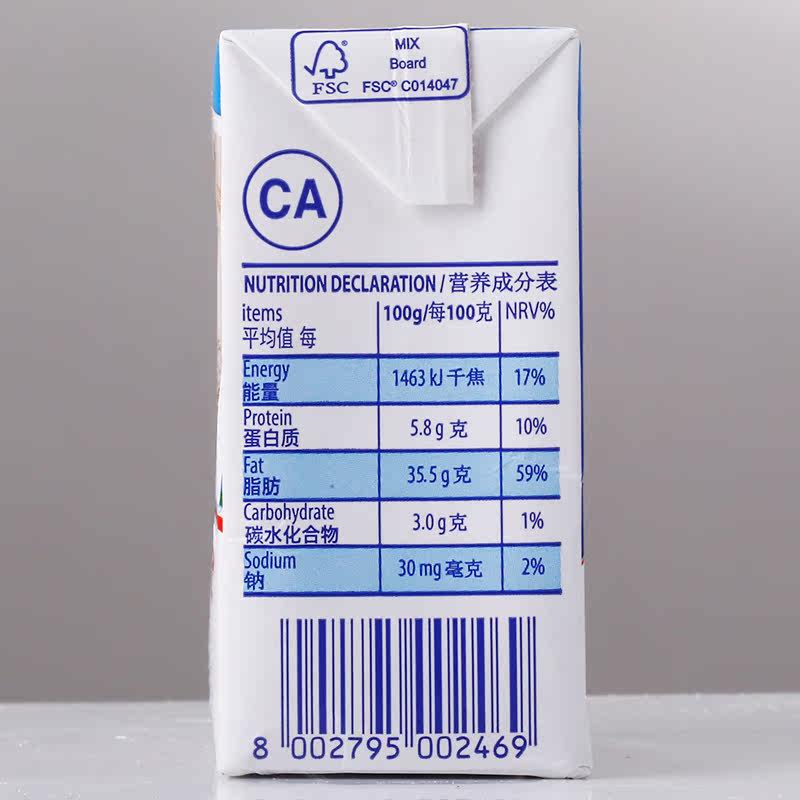 MIX
Board
FSC® C014047
FSC
CA
NUTRITION DECLARATION / 营养成分表
items 100g/每100克 NRV%
平均值 每
Energy
能量 1463 kJ 千焦 17%
Protein
蛋白质 5.8 g 克 10%
Fat
脂肪 35.5 g 克 59%
Carbohydrate
碳水化合物 3.0 g 克 1%
Sodium
钠 30 mg 毫克 2%
8 002795 002469